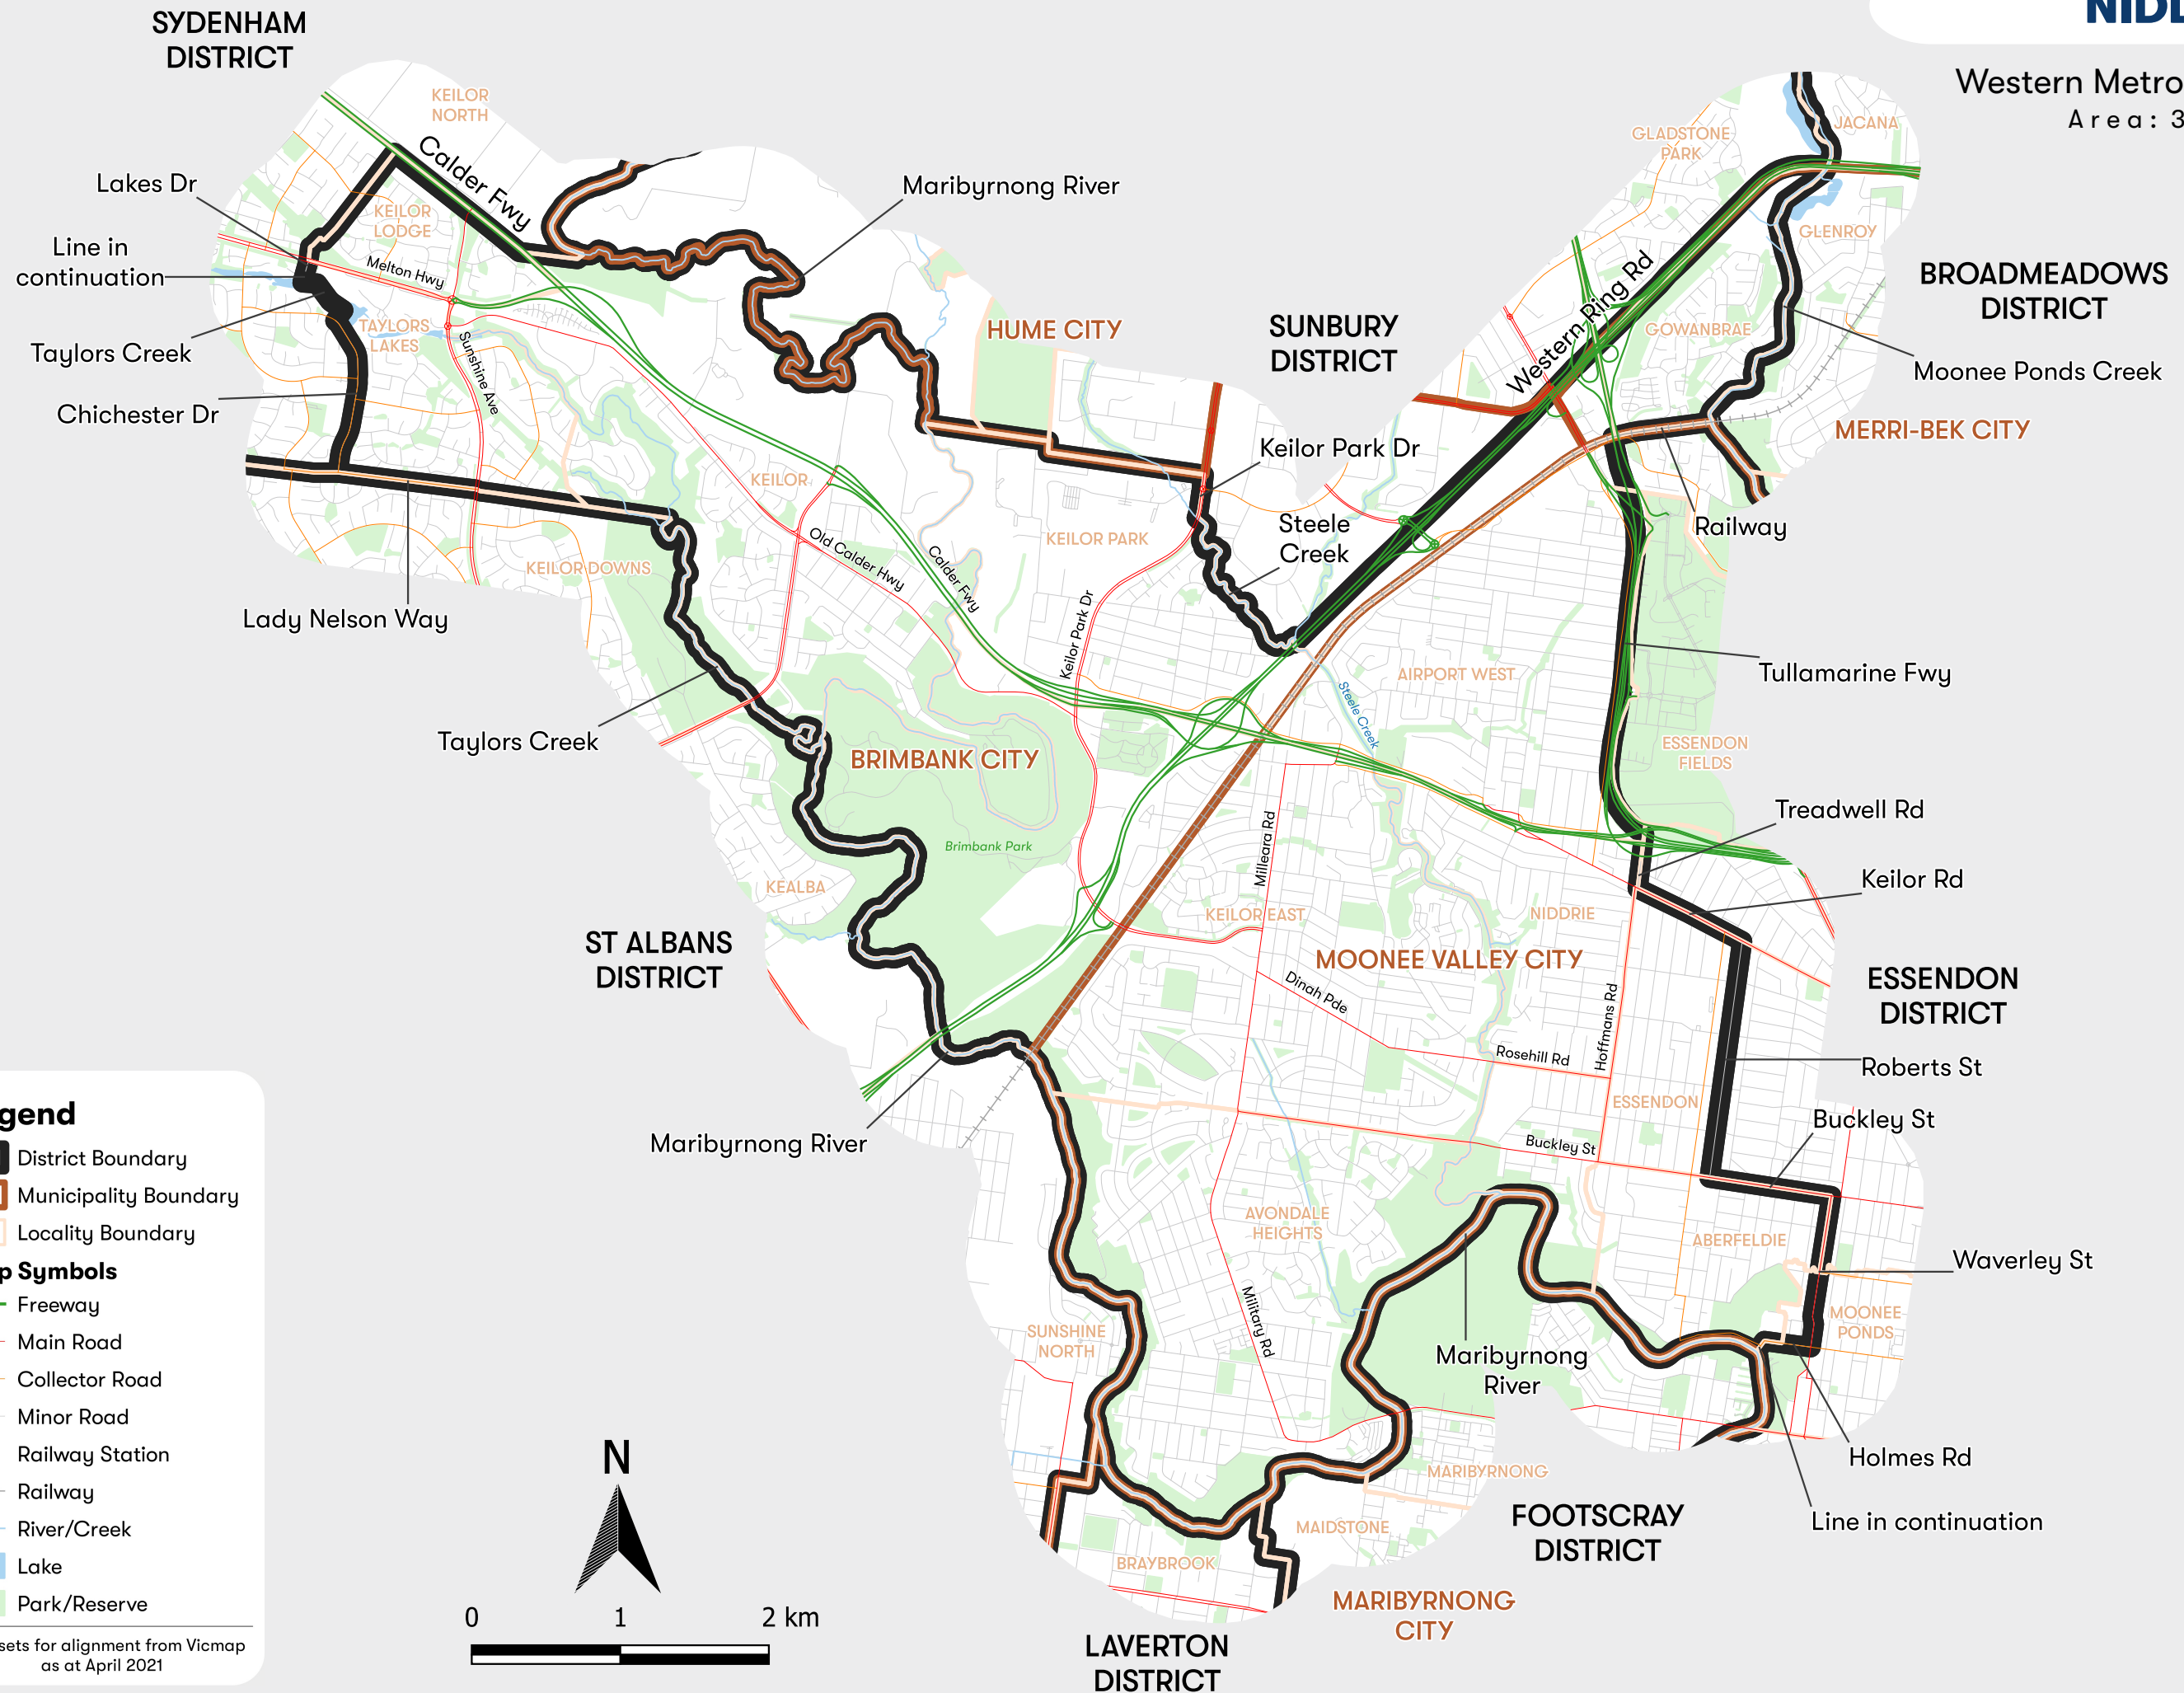 SYDENHAM
DISTRICT
Western Metro
Area: 3
KEILOR
NORTH
Calder Fwy
Lakes Dr
Line in
continuation
Taylors Creek
Chichester Dr
KEILOR
LODGE
Melton Hwy
TAYLORS
LAKES
Sunshine Ave
Maribyrnong River
HUME CITY
SUNBURY
DISTRICT
GLADSTONE
PARK
JACANA
GLENROY
Western Ring Rd
GOWANBRAE
BROADMEADOWS
DISTRICT
Moonee Ponds Creek
MERRI-BEK CITY
Keilor Park Dr
Railway
Steele
Creek
KEILOR
KEILOR PARK
Old Calder Hwy
Calder Fwy
Keilor Park Dr
KEILOR DOWNS
Lady Nelson Way
AIRPORT WEST
Steele Creek
Tullamarine Fwy
ESSENDON
FIELDS
Taylors Creek
BRIMBANK CITY
Brimbank Park
Treadwell Rd
Keilor Rd
Milleara Rd
KEALBA
KEILOR EAST
NIDDRIE
MOONEE VALLEY CITY
ST ALBANS
DISTRICT
Dinah Pde
Hoffmans Rd
Rosehill Rd
ESSENDON
DISTRICT
Roberts St
ESSENDON
Buckley St
Buckley St
Maribyrnong River
AVONDALE
HEIGHTS
ABERFELDIE
Waverley St
MOONEE
PONDS
Military Rd
SUNSHINE
NORTH
Maribyrnong
River
Holmes Rd
Line in continuation
MARIBYRNONG
MAIDSTONE
BRAYBROOK
FOOTSCRAY
DISTRICT
MARIBYRNONG
CITY
LAVERTON
DISTRICT
gend
District Boundary
Municipality Boundary
Locality Boundary
p Symbols
Freeway
Main Road
Collector Road
Minor Road
Railway Station
Railway
River/Creek
Lake
Park/Reserve
sets for alignment from Vicmap
as at April 2021
N
0 1 2 km